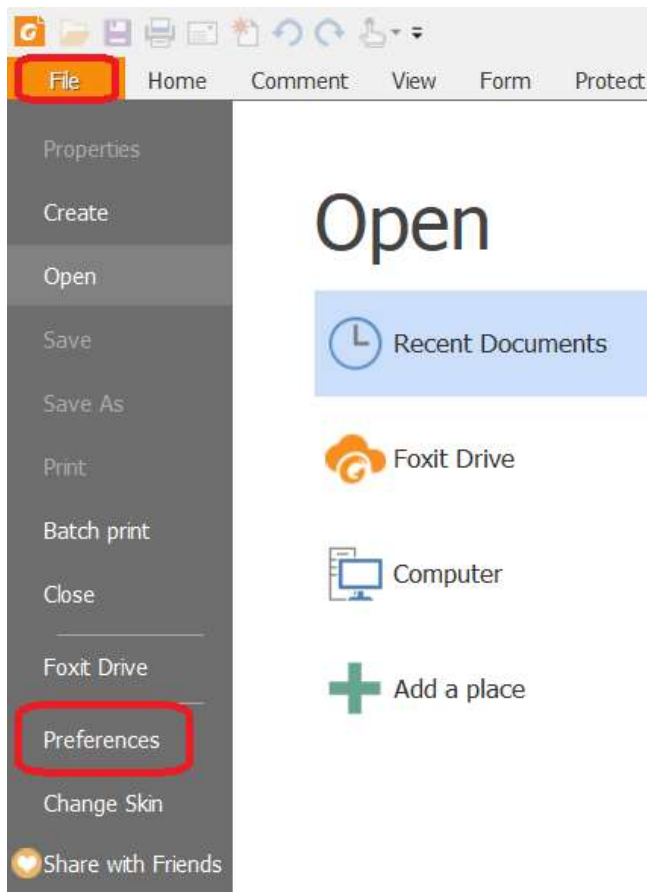 File Home Comment View Form Protect
Properties
Create
Open
Save
Save As
Print
Batch print
Close
Foxit Drive
Preferences
Change Skin
Share with Friends
Open
Recent Documents
Foxit Drive
Computer
Add a place